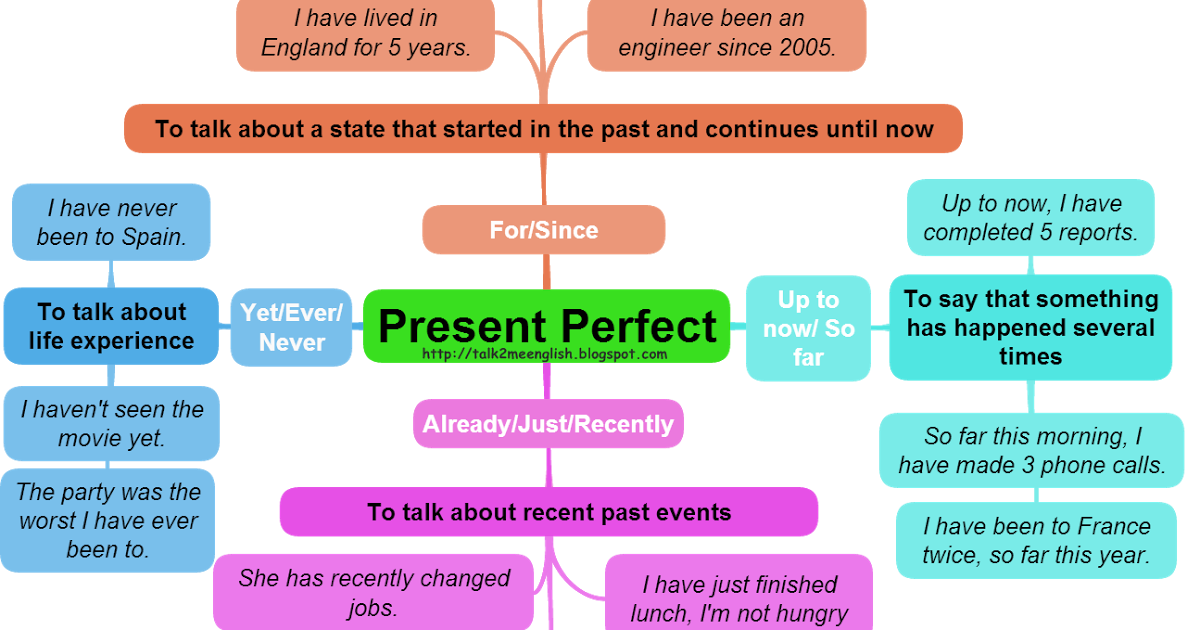 I have lived in
England for 5 years.
I have been an
engineer since 2005.
To talk about a state that started in the past and continues until now
For/Since
I have never
been to Spain.
To talk about
life experience
Yet/Ever/
Never
I haven't seen the
movie yet.
The party was the
worst I have ever
been to.
Present Perfect
http://talk2meenglish.blogspot.com
Up to
now/ So
far
Up to now, I have
completed 5 reports.
To say that something
has happened several
times
So far this morning, I
have made 3 phone calls.
I have been to France
twice, so far this year.
Already/Just/Recently
To talk about recent past events
She has recently changed
jobs.
I have just finished
lunch, I'm not hungry